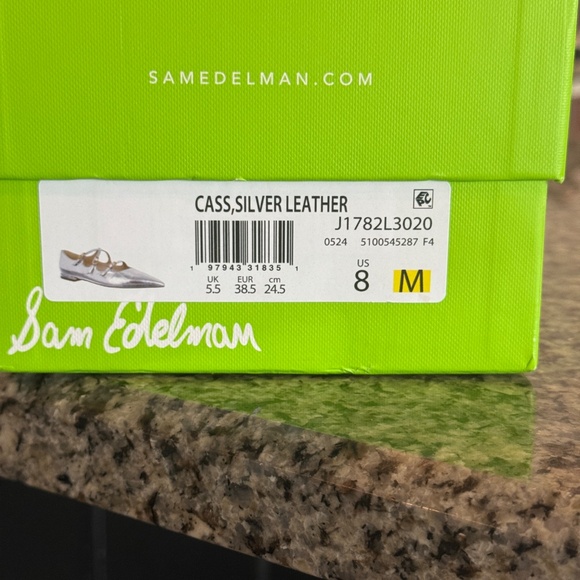 SAMEDELMAN.COM
CASS,SILVER LEATHER
J1782L3020
0524 5100545287 F4
1 97943 31835 1
UK EUR cm
5.5 38.5 24.5
US
8 M
Sam Edelman